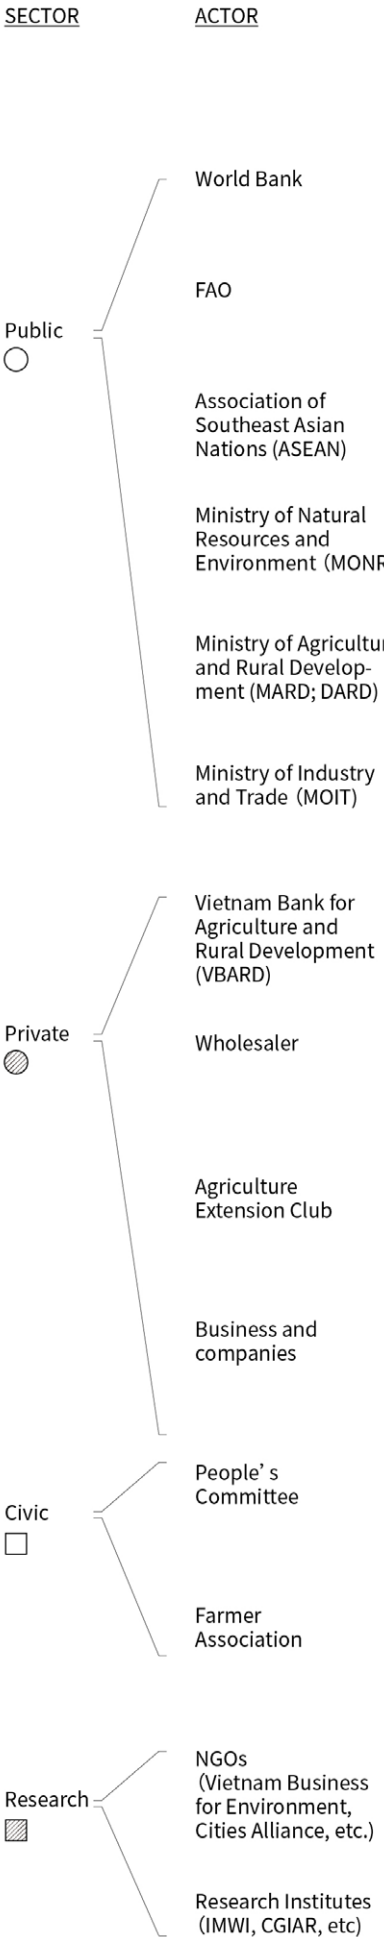 SECTOR
ACTOR
World Bank
FAO
Public
Association of
Southeast Asian
Nations (ASEAN)
Ministry of Natural
Resources and
Environment (MONR
Ministry of Agricultur
and Rural Develop-
ment (MARD; DARD)
Ministry of Industry
and Trade (MOIT)
Vietnam Bank for
Agriculture and
Rural Development
(VBARD)
Private
Wholesaler
Agriculture
Extension Club
Business and
companies
People’ s
Committee
Civic
Farmer
Association
NGOs
(Vietnam Business
for Environment,
Cities Alliance, etc.)
Research
Research Institutes
(IMWI, CGIAR, etc)